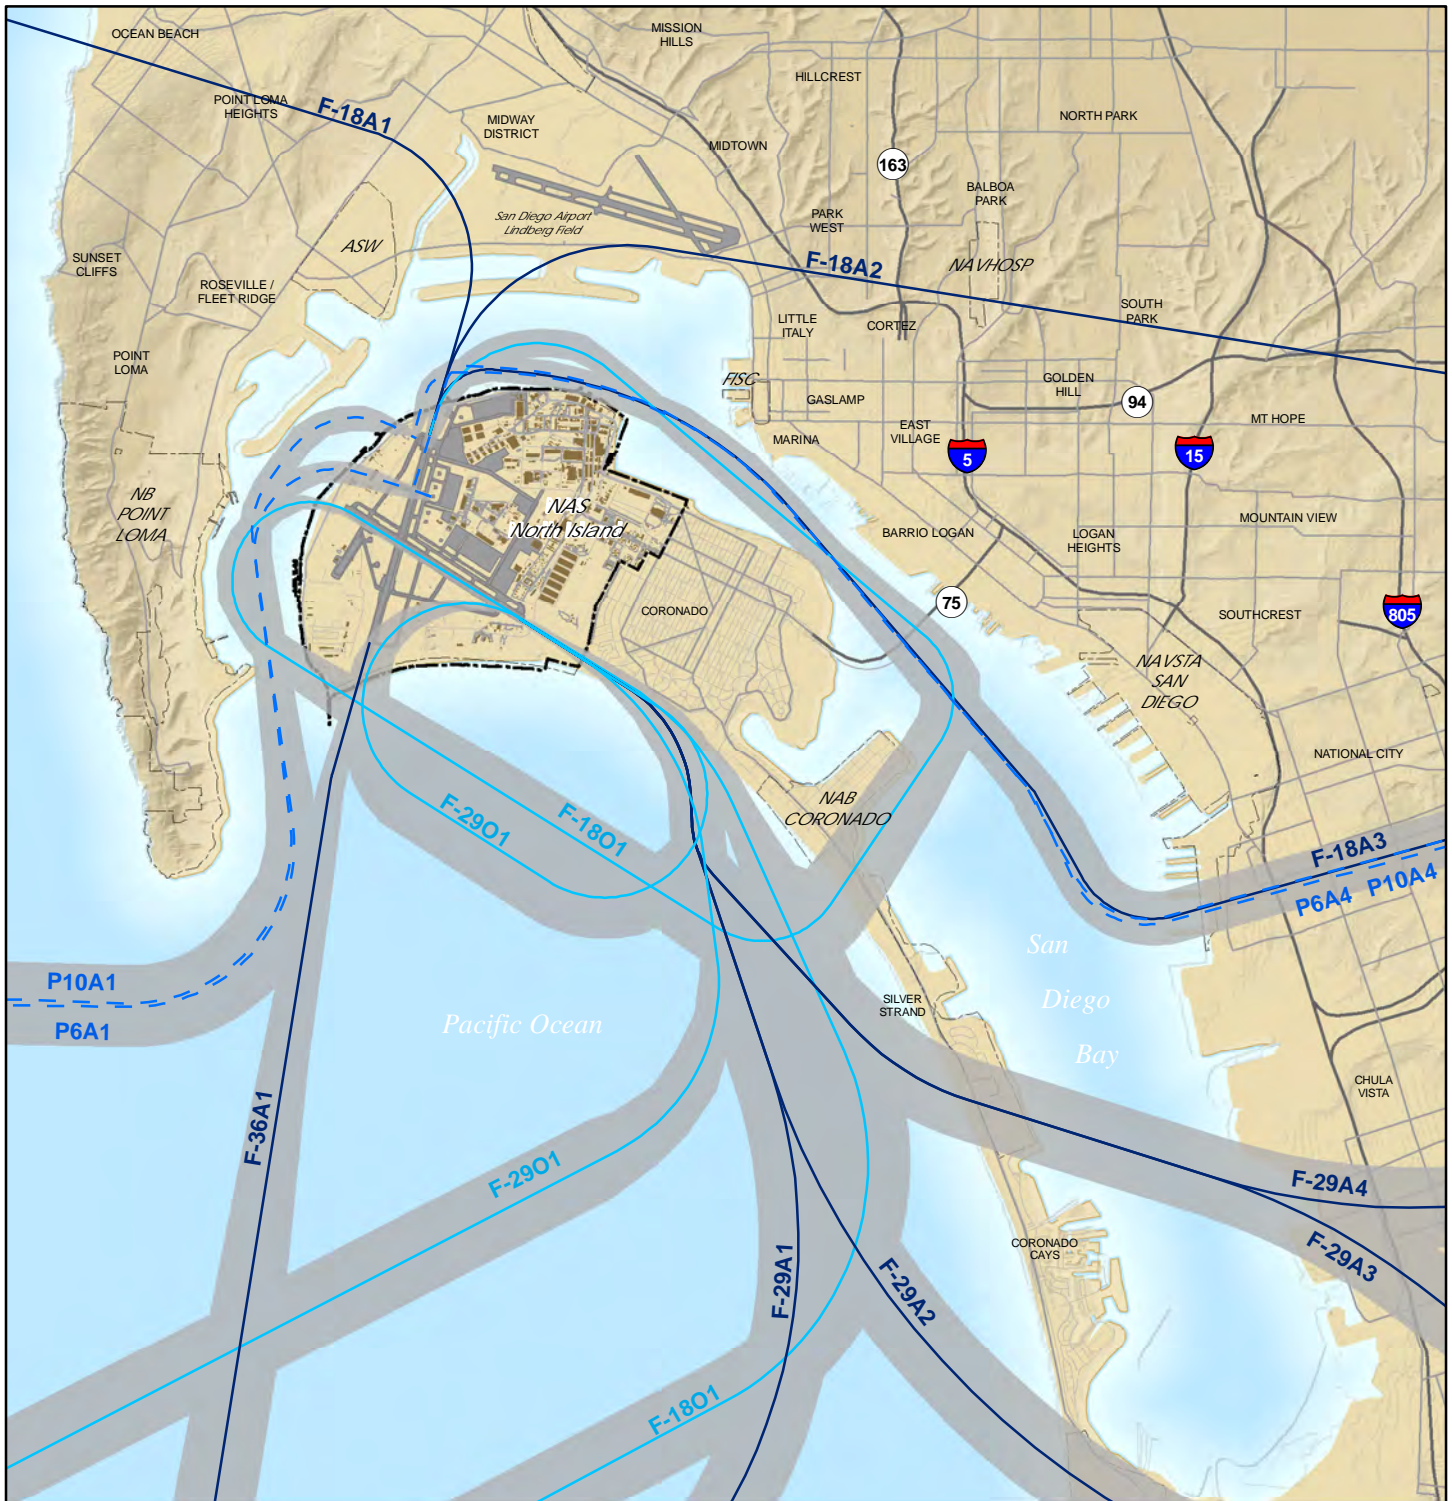 OCEAN BEACH
MISSION
HILLS
HILLCREST
POINT LOMA
HEIGHTS
F-18A1
MIDWAY
DISTRICT
NORTH PARK
MIDTOWN
163
BALBOA
PARK
San Diego Airport
Lindberg Field
PARK
WEST
ASW
SUNSET
CLIFFS
F-18A2
NAVHOSP
ROSEVILLE /
FLEET RIDGE
SOUTH
PARK
LITTLE
ITALY
CORTEZ
POINT
LOMA
FISC
GOLDEN
HILL
GASLAMP
94
MT HOPE
EAST
VILLAGE
MARINA
5
15
NB
POINT
LOMA
NAS
North Island
MOUNTAIN VIEW
BARRIO LOGAN
LOGAN
HEIGHTS
75
CORONADO
SOUTHCREST
805
NAVSTA
SAN
DIEGO
NATIONAL CITY
NAB
CORONADO
F-29O1
F-18O1
F-18A3
P6A4
P10A4
San
Diego
Bay
P10A1
P6A1
Pacific Ocean
SILVER
STRAND
CHULA
VISTA
F-36A1
F-29O1
F-29A4
F-29A3
CORONADO
CAYS
F-29A1
F-29A2
F-18O1